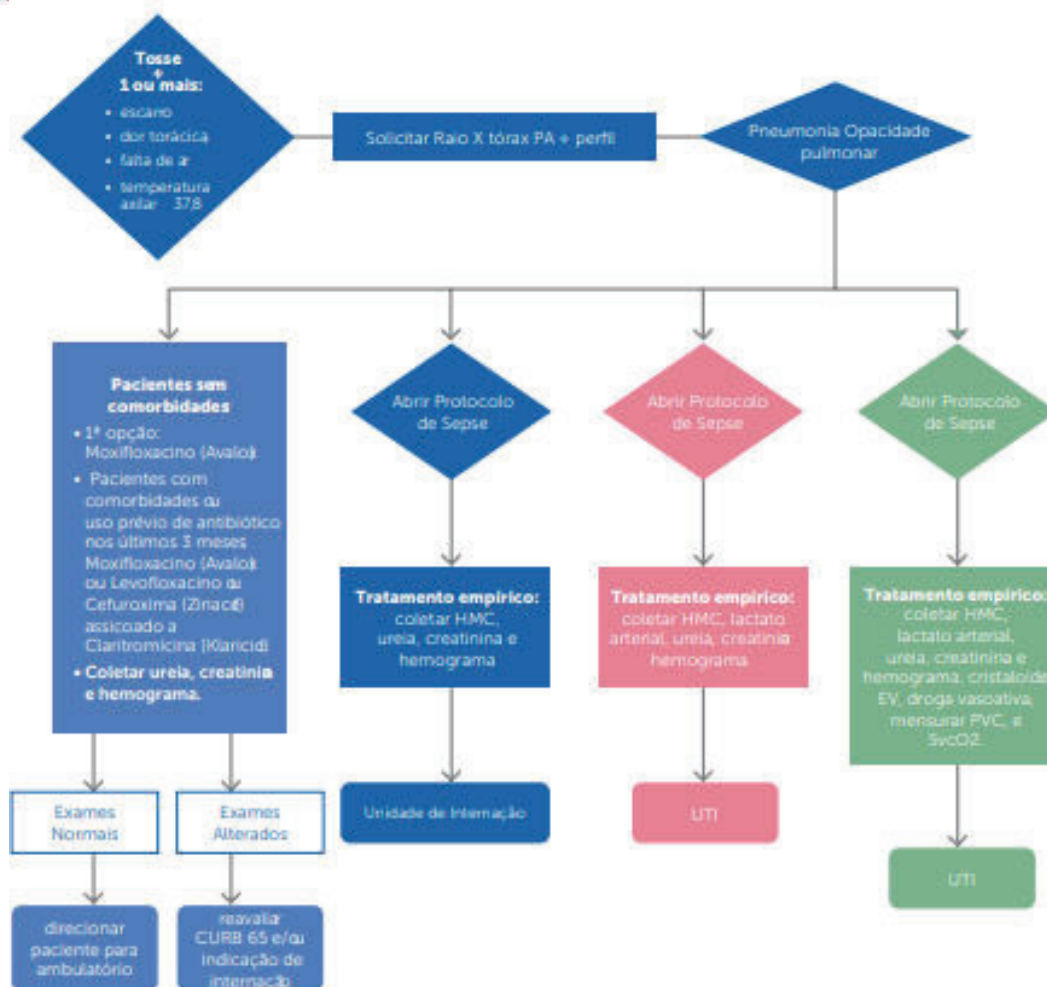 Tosse
+
1 ou mais:
• escarro
• dor torácica
• falta de ar
• temperatura
axilar 37,8
Solicitar Raio X tórax PA + perfil
Pneumonia Opacidade
pulmonar
Pacientes sem
comorbidades
• 1ª opção:
Moxifloxacino (Avalox)
• Pacientes com
comorbidades ou
uso prévio de antibiótico
nos últimos 3 meses
Moxifloxacino (Avalox)
ou Levofloxacino ou
Cefuroxima (Zinacef)
assicoado a
Claritromicina (Klaricid)
• Coletar ureia, creatinina
e hemograma.
Exames
Normais
Exames
Alterados
direcionar
paciente para
ambulatório
reavaliar
CURB 65 e/ou
indicação de
internação
Abrir Protocolo
de Sepse
Tratamento empírico:
coletar HMC,
ureia, creatinina e
hemograma
Unidade de Internação
Abrir Protocolo
de Sepse
Tratamento empírico:
coletar HMC, lactato
arterial, ureia, creatinina
hemograma
UTI
Abrir Protocolo
de Sepse
Tratamento empírico:
coletar HMC,
lactato arterial,
ureia, creatinina e
hemograma, cristaloide
EV, droga vasoativa,
mensurar PVC, e
SvcO2.
UTI